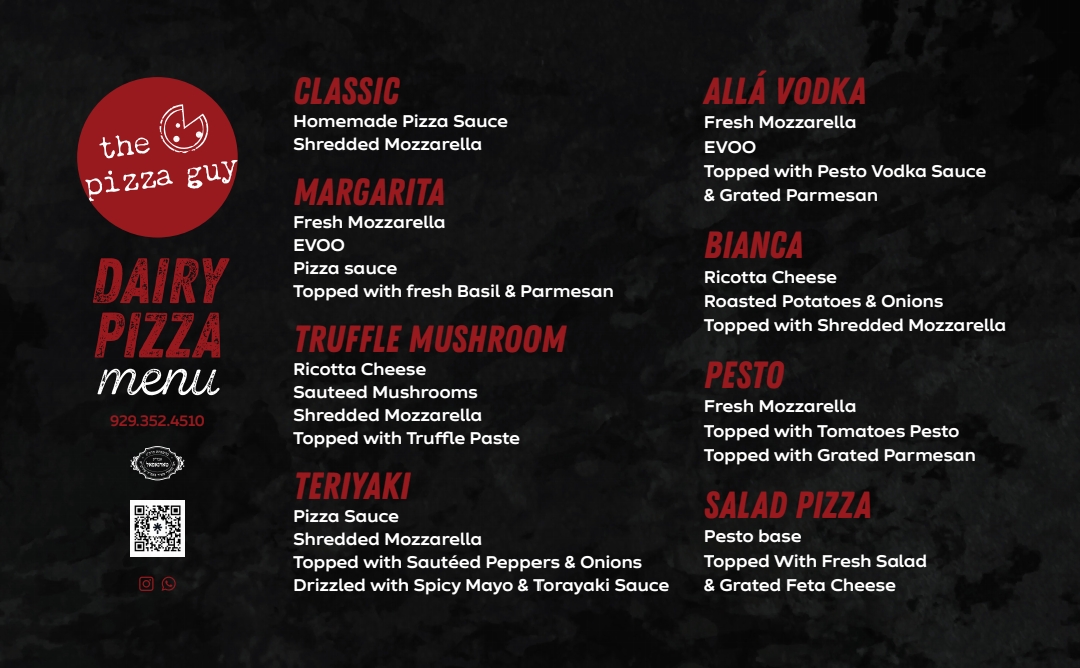 the
pizza guy
DAIRY
PIZZA
menu
929.352.4510
CLASSIC
Homemade Pizza Sauce
Shredded Mozzarella
MARGARITA
Fresh Mozzarella
EVOO
Pizza sauce
Topped with fresh Basil & Parmesan
TRUFFLE MUSHROOM
Ricotta Cheese
Sauteed Mushrooms
Shredded Mozzarella
Topped with Truffle Paste
TERIYAKI
Pizza Sauce
Shredded Mozzarella
Topped with Sautéed Peppers & Onions
Drizzled with Spicy Mayo & Torayaki Sauce
ALLÁ VODKA
Fresh Mozzarella
EVOO
Topped with Pesto Vodka Sauce
& Grated Parmesan
BIANCA
Ricotta Cheese
Roasted Potatoes & Onions
Topped with Shredded Mozzarella
PESTO
Fresh Mozzarella
Topped with Tomatoes Pesto
Topped with Grated Parmesan
SALAD PIZZA
Pesto base
Topped With Fresh Salad
& Grated Feta Cheese